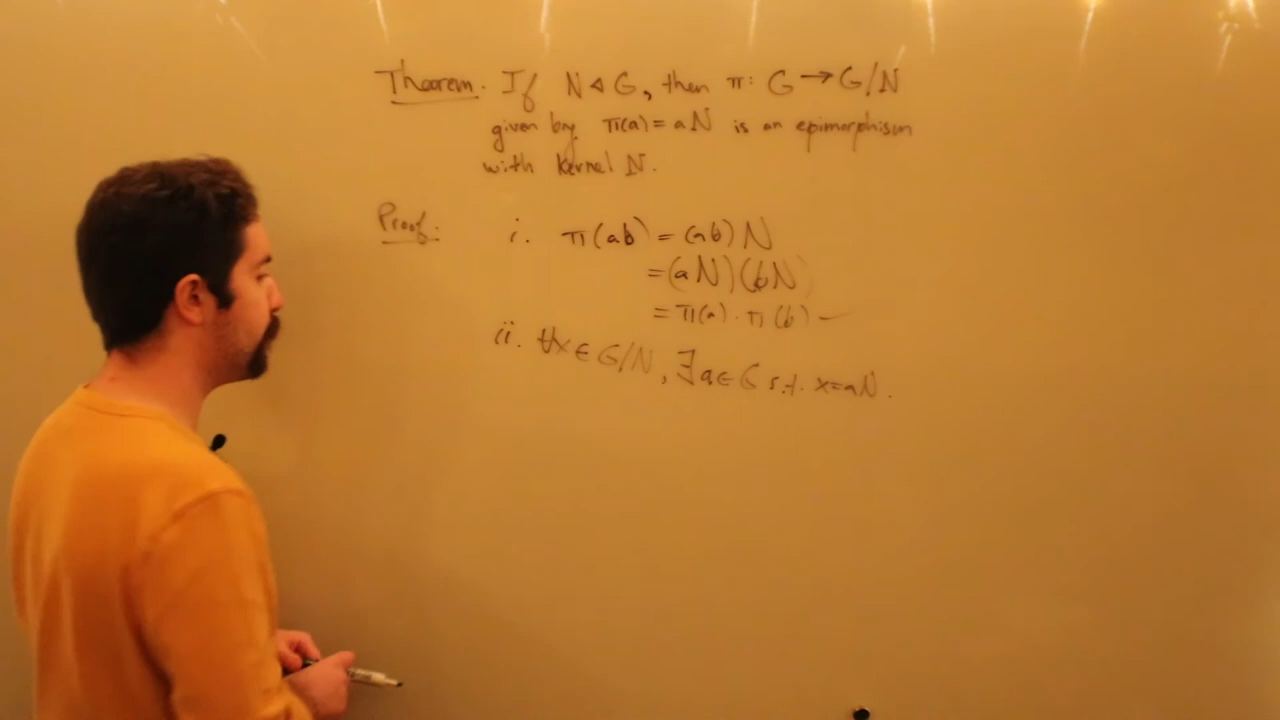 Theorem. If N ◁ G, then π: G → G/N
given by π(a) = aN is an epimorphism
with kernel N.
Proof: i. π(ab) = (ab) N
= (aN)(bN)
= π(a) · π(b) –
ii. ∀x ∈ G/N, ∃ a ∈ G s.t. x = aN.